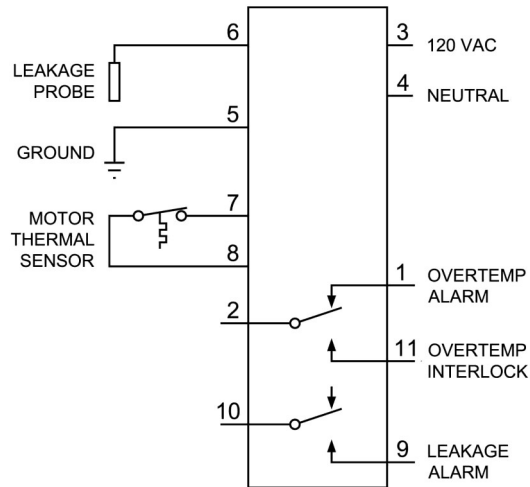 6
LEAKAGE
PROBE
5
GROUND
7
MOTOR
THERMAL
SENSOR
8
2
10
3
120 VAC
4
NEUTRAL
1
OVERTEMP
ALARM
11
OVERTEMP
INTERLOCK
9
LEAKAGE
ALARM